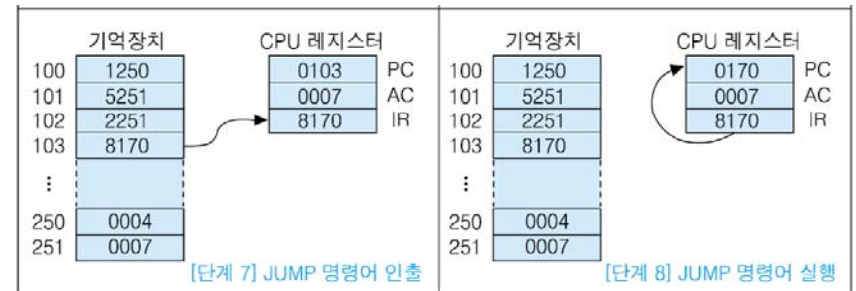 기억장치 CPU 레지스터
100 1250 0103 PC
101 5251 0007 AC
102 2251 8170 IR
103 8170
⋮
250 0004
251 0007
[단계 7] JUMP 명령어 인출
기억장치 CPU 레지스터
100 1250 0170 PC
101 5251 0007 AC
102 2251 8170 IR
103 8170
⋮
250 0004
251 0007
[단계 8] JUMP 명령어 실행